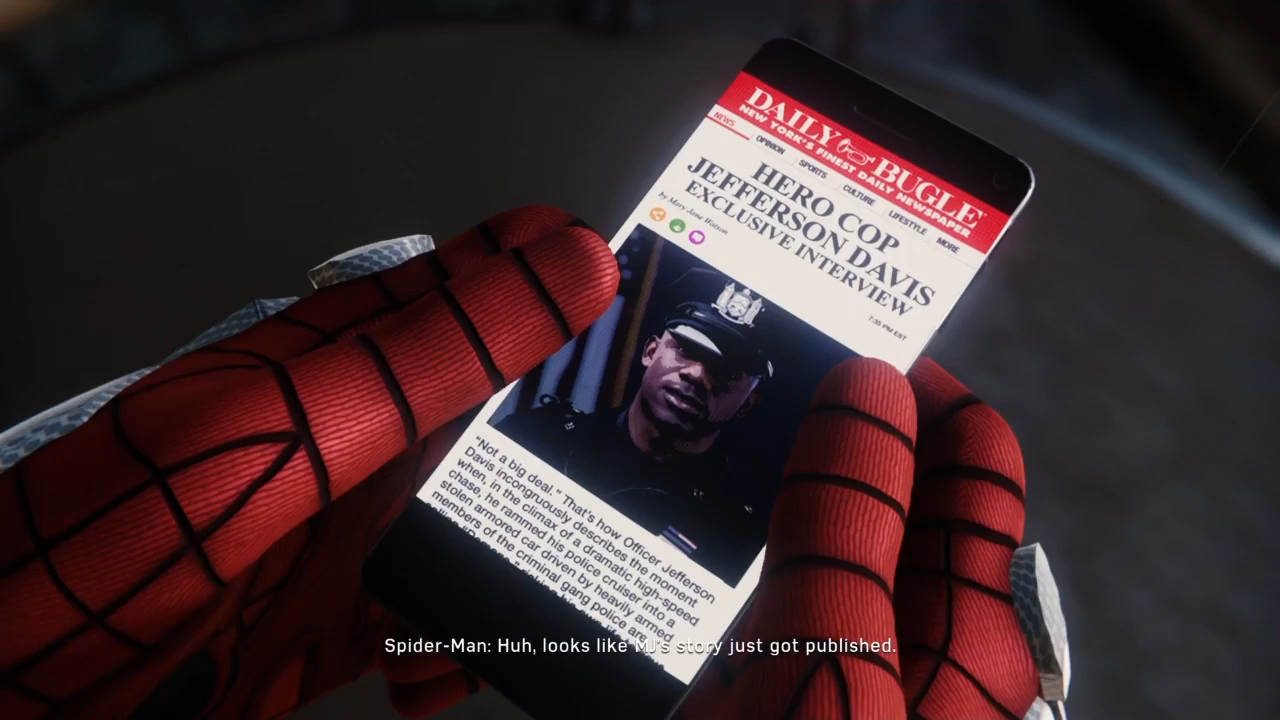 DAILY BUGLE
NEW YORK'S FINEST DAILY NEWSPAPER
NEWS OPINION SPORTS CULTURE LIFESTYLE MORE
HERO COP
JEFFERSON DAVIS
EXCLUSIVE INTERVIEW
by Mary Jane Watson
7:35 PM EST
"Not a big deal." That's how Officer Jefferson
Davis incongruously describes the moment
when, in the climax of a dramatic high-speed
chase, he rammed his police cruiser into a
stolen armored car driven by heavily armed
members of the criminal gang police are
Spider-Man: Huh, looks like MJ's story just got published.